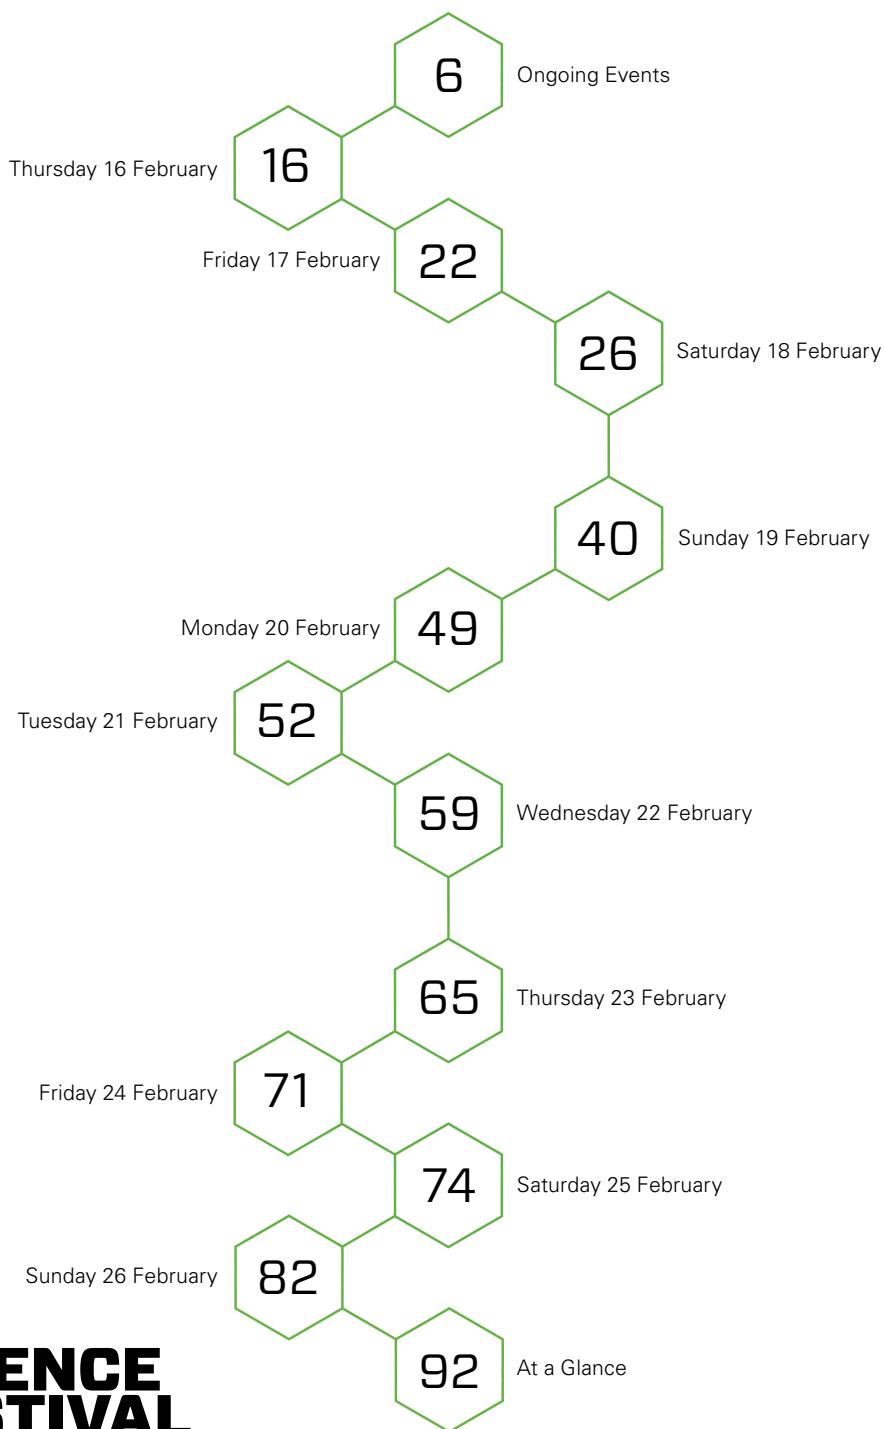 6 Ongoing Events
Thursday 16 February 16
Friday 17 February 22
26 Saturday 18 February
40 Sunday 19 February
Monday 20 February 49
Tuesday 21 February 52
59 Wednesday 22 February
65 Thursday 23 February
Friday 24 February 71
74 Saturday 25 February
Sunday 26 February 82
92 At a Glance
ENCE
STIVAL